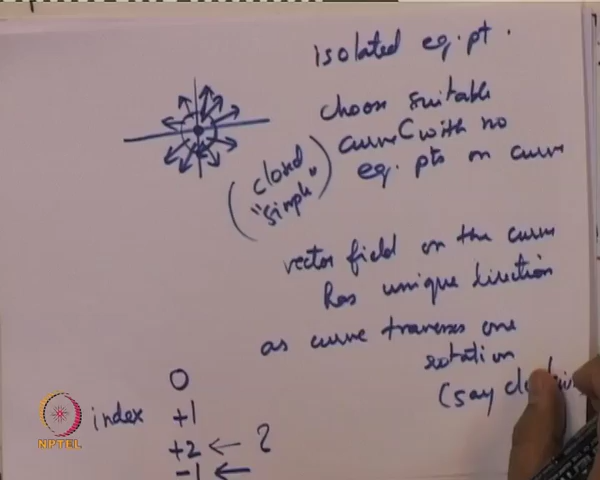 isolated eq. pt.
choose suitable
curve C with no
eq. pts on curve
(closed
"simple")
vector field on the curve
has unique direction
as curve traverses one
rotation
(say
0
index +1
+2 ← ?
-1 ←
NPTEL